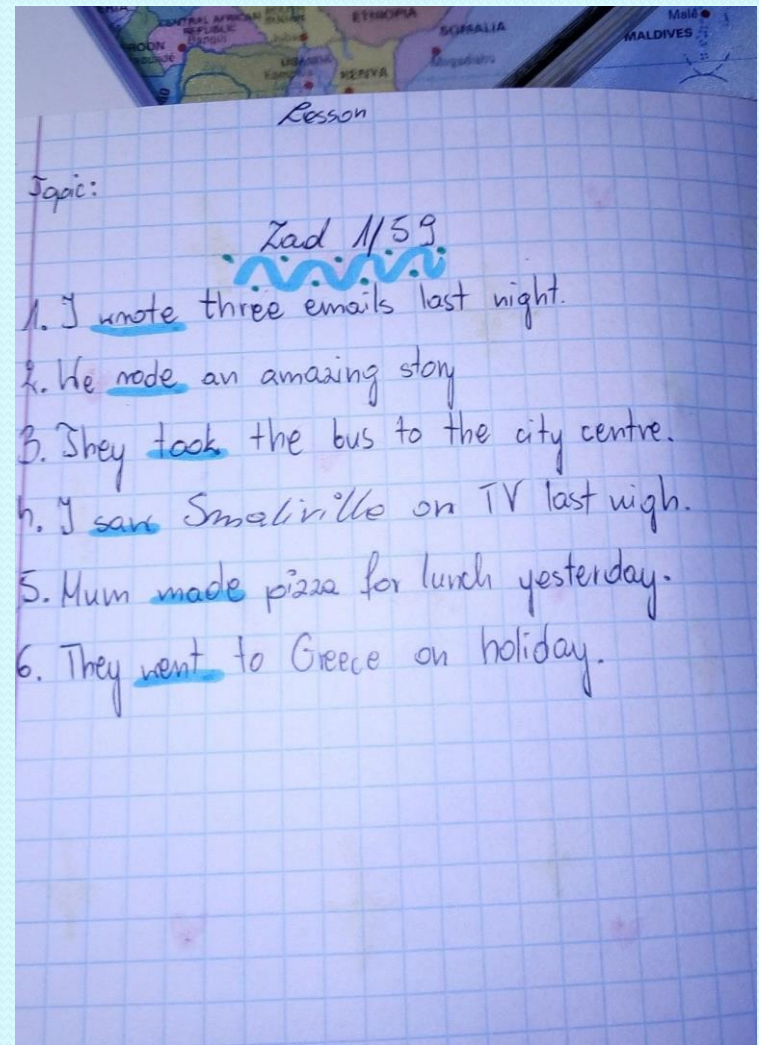 CENTRAL AFRICAN
REPUBLIC
Bangui
ETHIOPIA
SOMALIA
Mogadishu
KENYA
Malé
MALDIVES
Lesson
Topic:
Zad 1/59
1. I wrote three emails last night.
2. We rode an amazing story
3. They took the bus to the city centre.
4. I saw Smaliville on TV last nigh.
5. Mum made pizza for lunch yesterday.
6. They went to Greece on holiday.